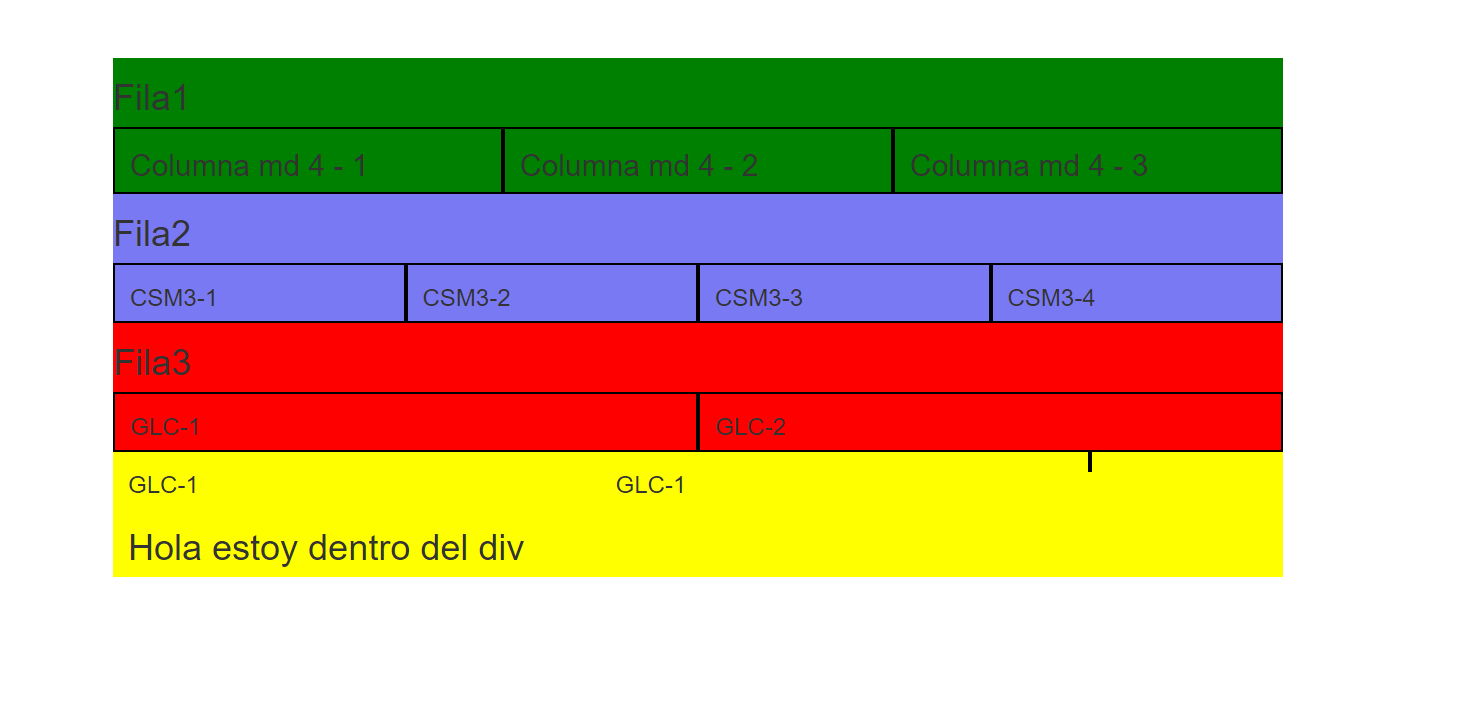 Fila1
Columna md 4 - 1 Columna md 4 - 2 Columna md 4 - 3
Fila2
CSM3-1 CSM3-2 CSM3-3 CSM3-4
Fila3
GLC-1 GLC-2
GLC-1 GLC-1
Hola estoy dentro del div